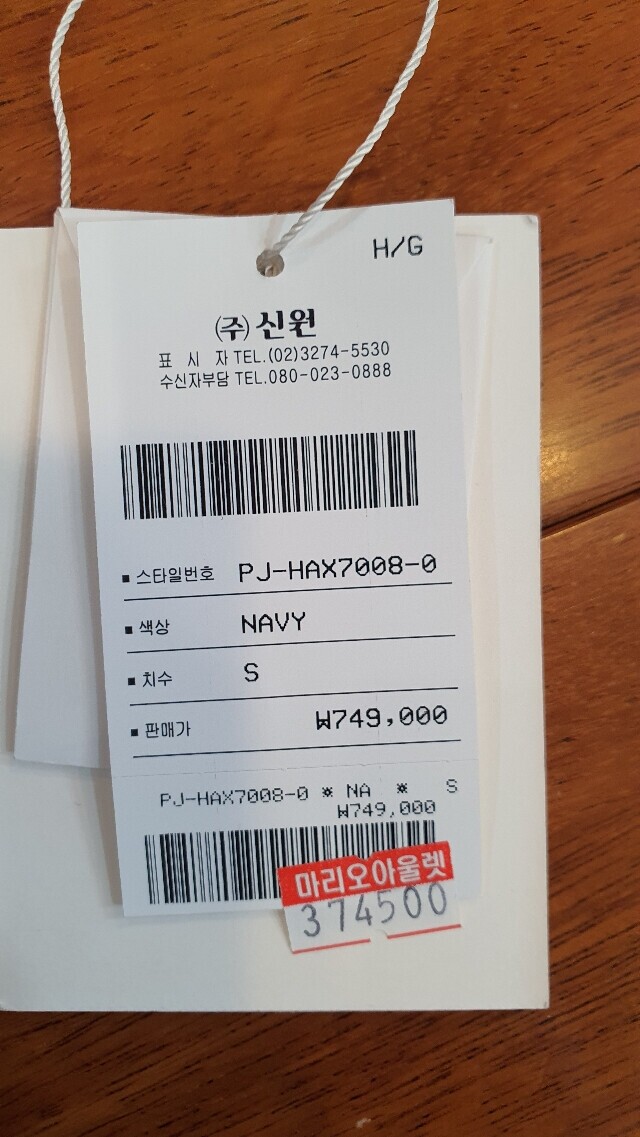 H/G
㈜신원
표 시 자 TEL.(02)3274-5530
수신자부담 TEL.080-023-0888
■ 스타일번호 PJ-HAX7008-0
■ 색상 NAVY
■ 치수 S
■ 판매가 ₩749,000
PJ-HAX7008-0 * NA * S
₩749,000
마리오아울렛
374500